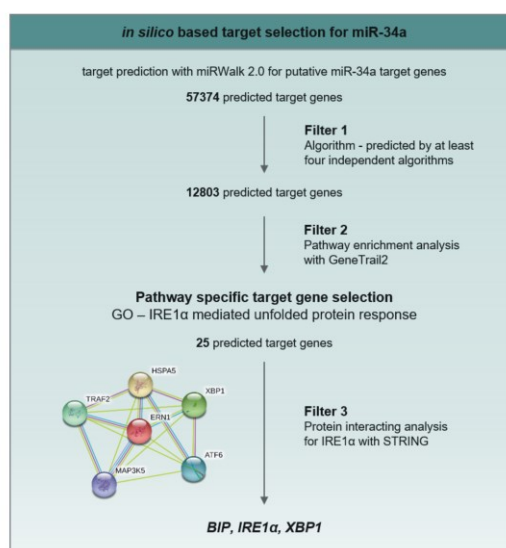 in silico based target selection for miR-34a
target prediction with miRWalk 2.0 for putative miR-34a target genes
57374 predicted target genes
Filter 1
Algorithm - predicted by at least
four independent algorithms
12803 predicted target genes
Filter 2
Pathway enrichment analysis
with GeneTrail2
Pathway specific target gene selection
GO – IRE1α mediated unfolded protein response
25 predicted target genes
HSPA5
TRAF2
XBP1
ERN1
MAP3K5
ATF6
Filter 3
Protein interacting analysis
for IRE1α with STRING
BIP, IRE1α, XBP1